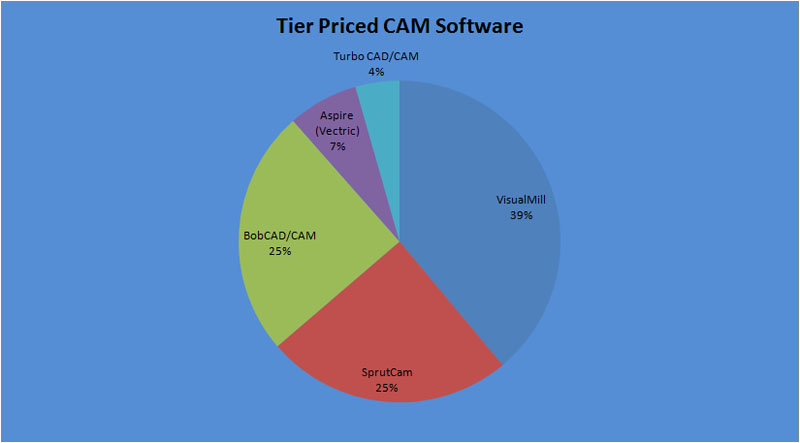 Tier Priced CAM Software
Turbo CAD/CAM
4%
Aspire
(Vectric)
7%
VisualMill
39%
BobCAD/CAM
25%
SprutCam
25%